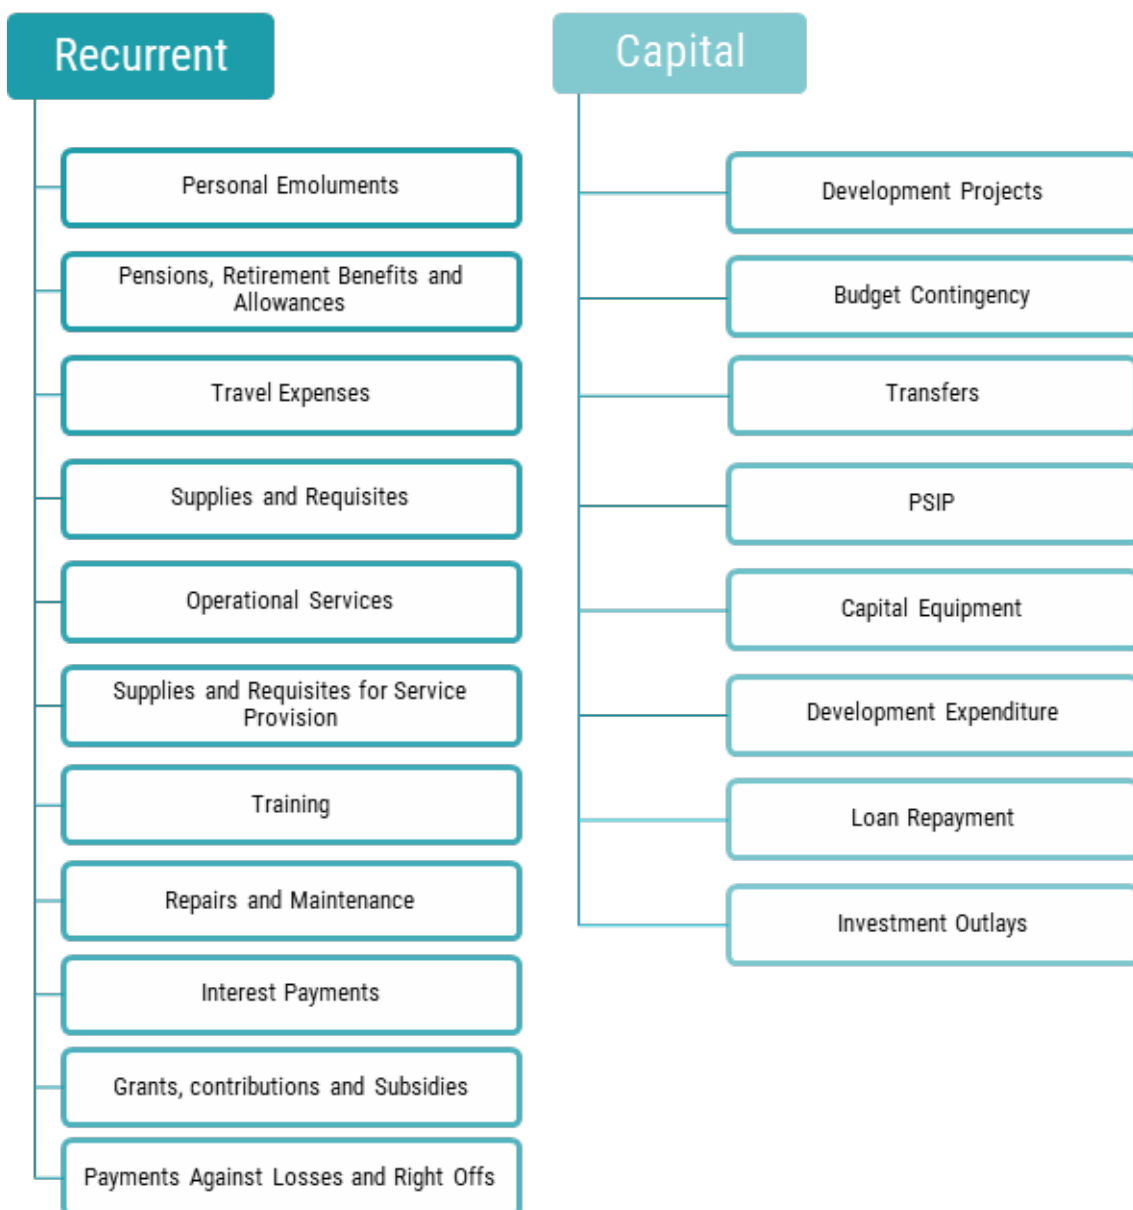 Recurrent
Personal Emoluments
Pensions, Retirement Benefits and
Allowances
Travel Expenses
Supplies and Requisites
Operational Services
Supplies and Requisites for Service
Provision
Training
Repairs and Maintenance
Interest Payments
Grants, contributions and Subsidies
Payments Against Losses and Right Offs
Capital
Development Projects
Budget Contingency
Transfers
PSIP
Capital Equipment
Development Expenditure
Loan Repayment
Investment Outlays